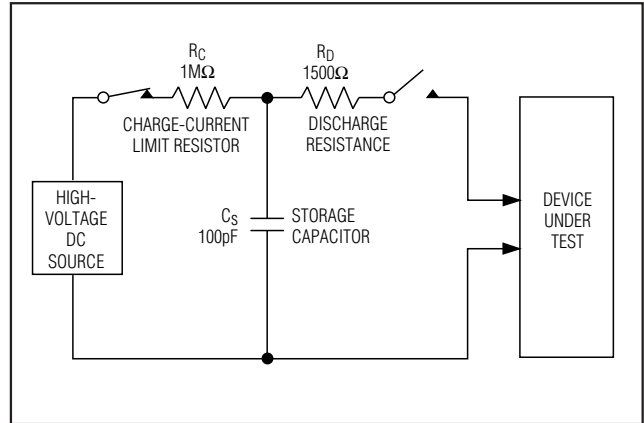 RC
1MΩ
CHARGE-CURRENT
LIMIT RESISTOR
RD
1500Ω
DISCHARGE
RESISTANCE
HIGH-
VOLTAGE
DC
SOURCE
CS
100pF
STORAGE
CAPACITOR
DEVICE
UNDER
TEST